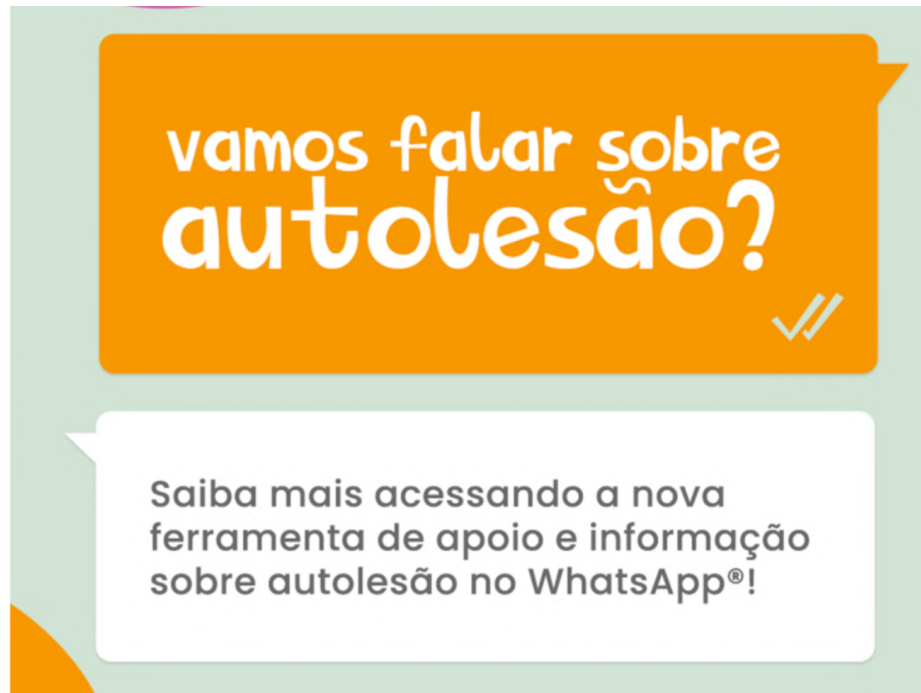 vamos falar sobre
autolesão?
Saiba mais acessando a nova
ferramenta de apoio e informação
sobre autolesão no WhatsApp®!